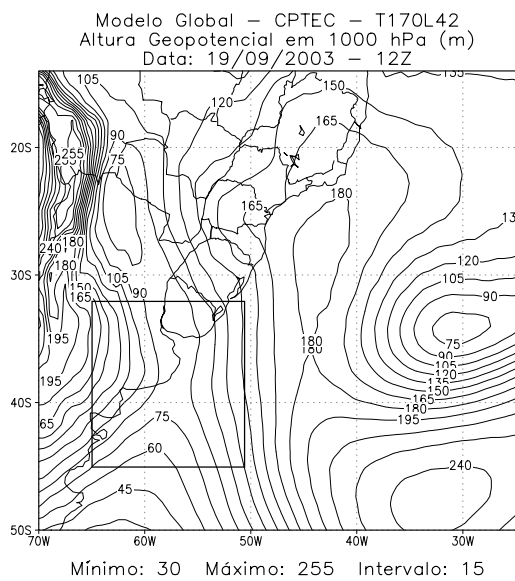 Modelo Global – CPTEC – T170L42
Altura Geopotencial em 1000 hPa (m)
Data: 19/09/2003 – 12Z
105
150
120
165
90
75
255
20S
180
165
240
180
180
120
105
90
105
90
150
165
30S
195
180
75
90
105
120
135
150
165
180
195
195
40S
65
75
60
45
240
50S
70W
60W
50W
40W
30W
Mínimo: 30 Máximo: 255 Intervalo: 15